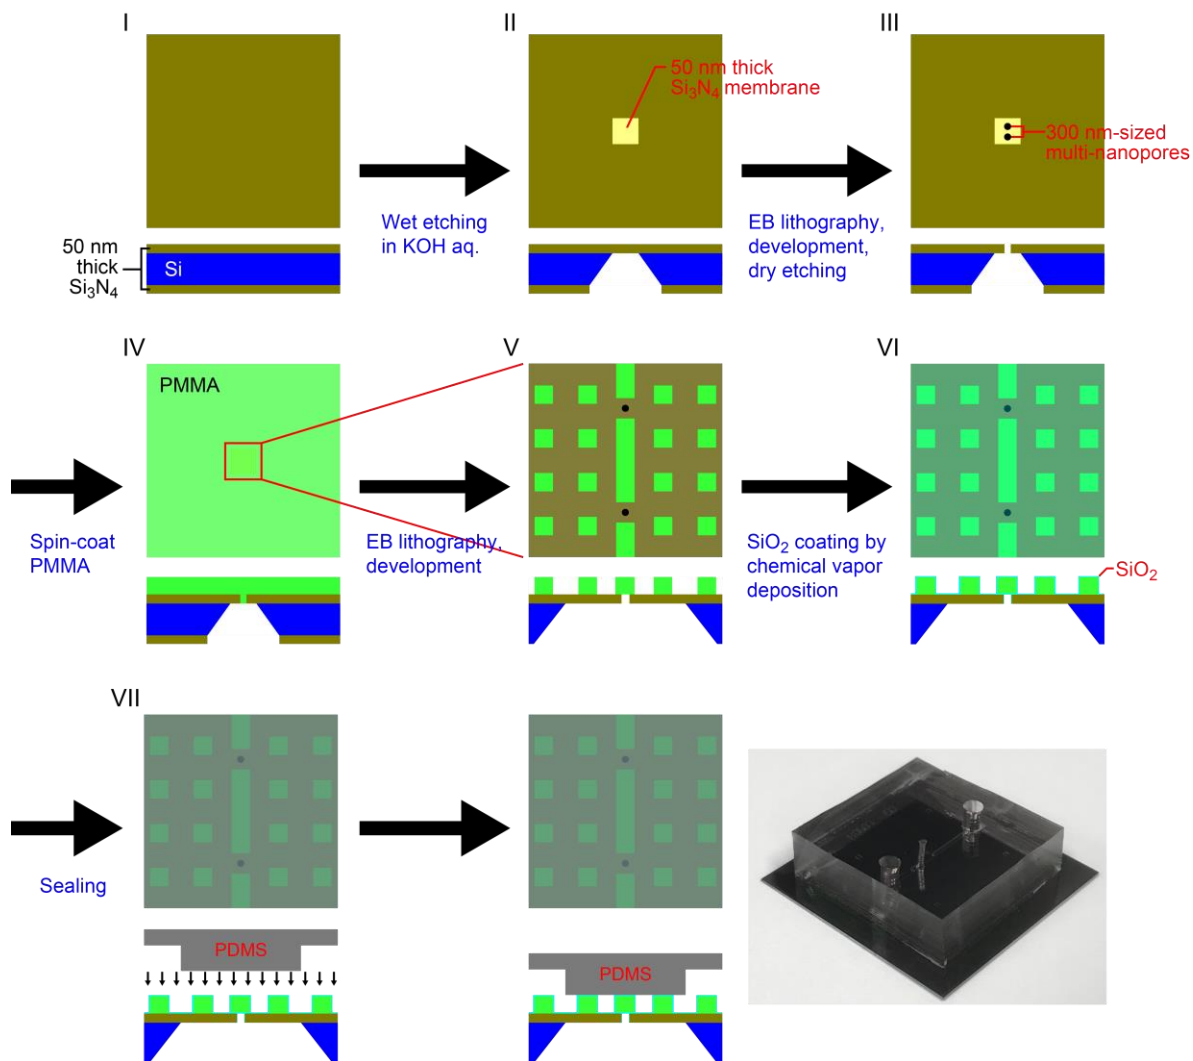 I
II
III
50 nm thick
Si₃N₄ membrane
300 nm-sized
multi-nanopores
Wet etching
in KOH aq.
EB lithography,
development,
dry etching
50 nm
thick
Si₃N₄
Si
IV
V
VI
PMMA
Spin-coat
PMMA
EB lithography,
development
SiO₂ coating by
chemical vapor
deposition
SiO₂
VII
Sealing
PDMS
PDMS